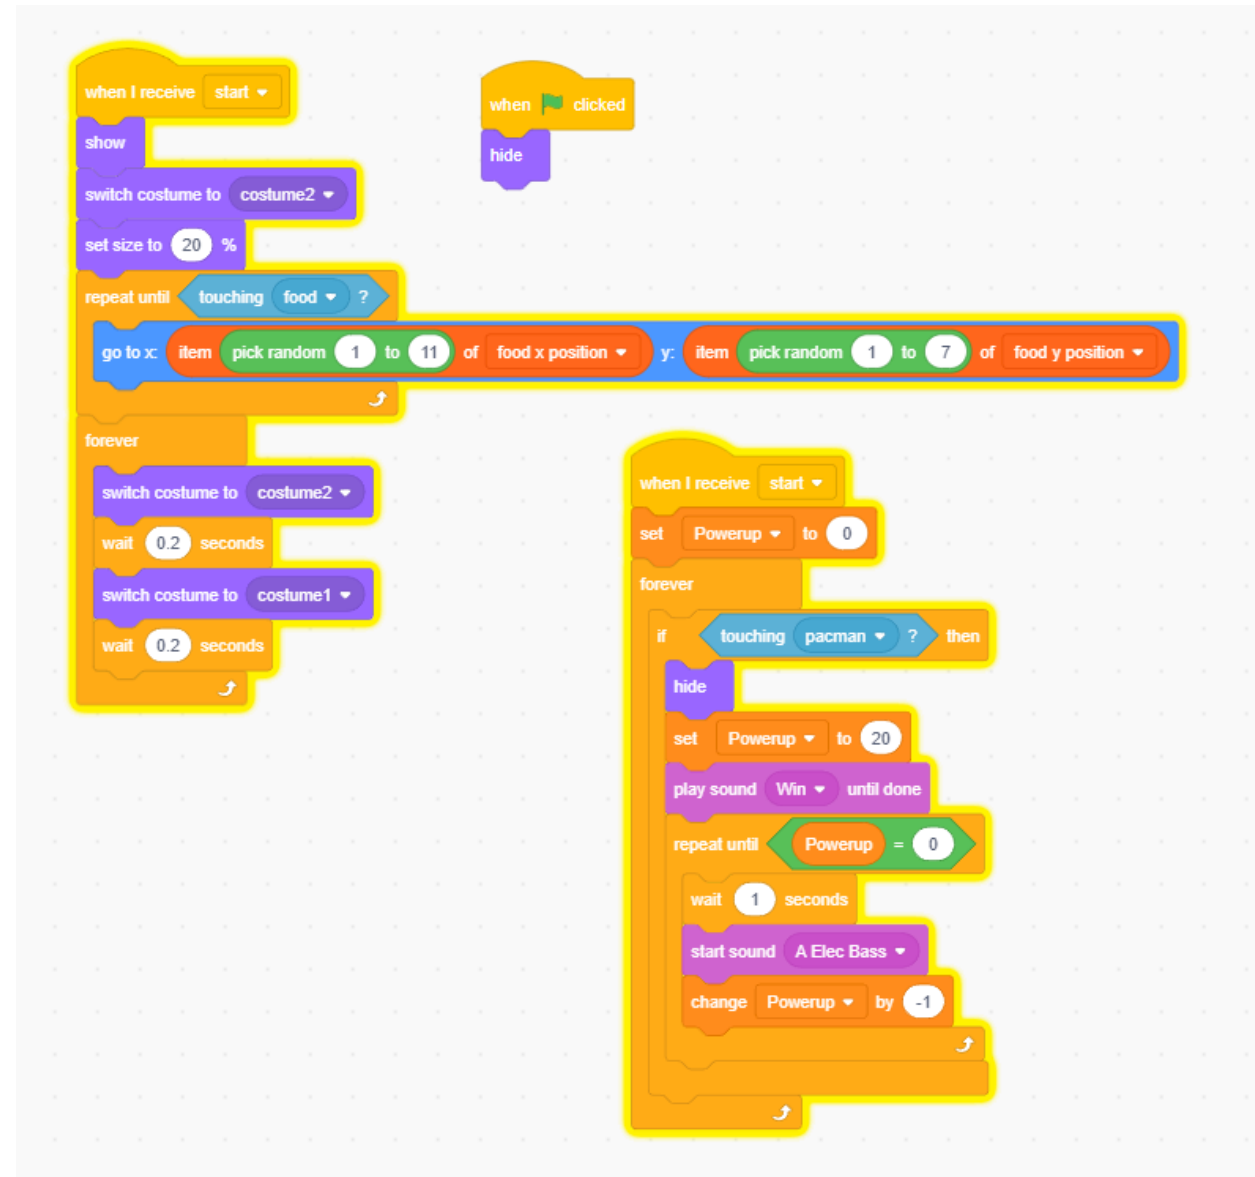 when I receive start
show
switch costume to costume2
set size to 20 %
repeat until touching food ?
go to x: item pick random 1 to 11 of food x position y: item pick random 1 to 7 of food y position
forever
switch costume to costume2
wait 0.2 seconds
switch costume to costume1
wait 0.2 seconds
when clicked
hide
when I receive start
set Powerup to 0
forever
if touching pacman ? then
hide
set Powerup to 20
play sound Win until done
repeat until Powerup = 0
wait 1 seconds
start sound A Elec Bass
change Powerup by -1